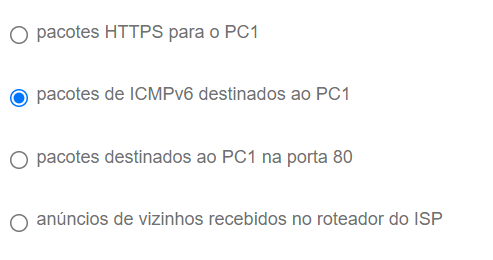 pacotes HTTPS para o PC1
pacotes de ICMPv6 destinados ao PC1
pacotes destinados ao PC1 na porta 80
anúncios de vizinhos recebidos no roteador do ISP